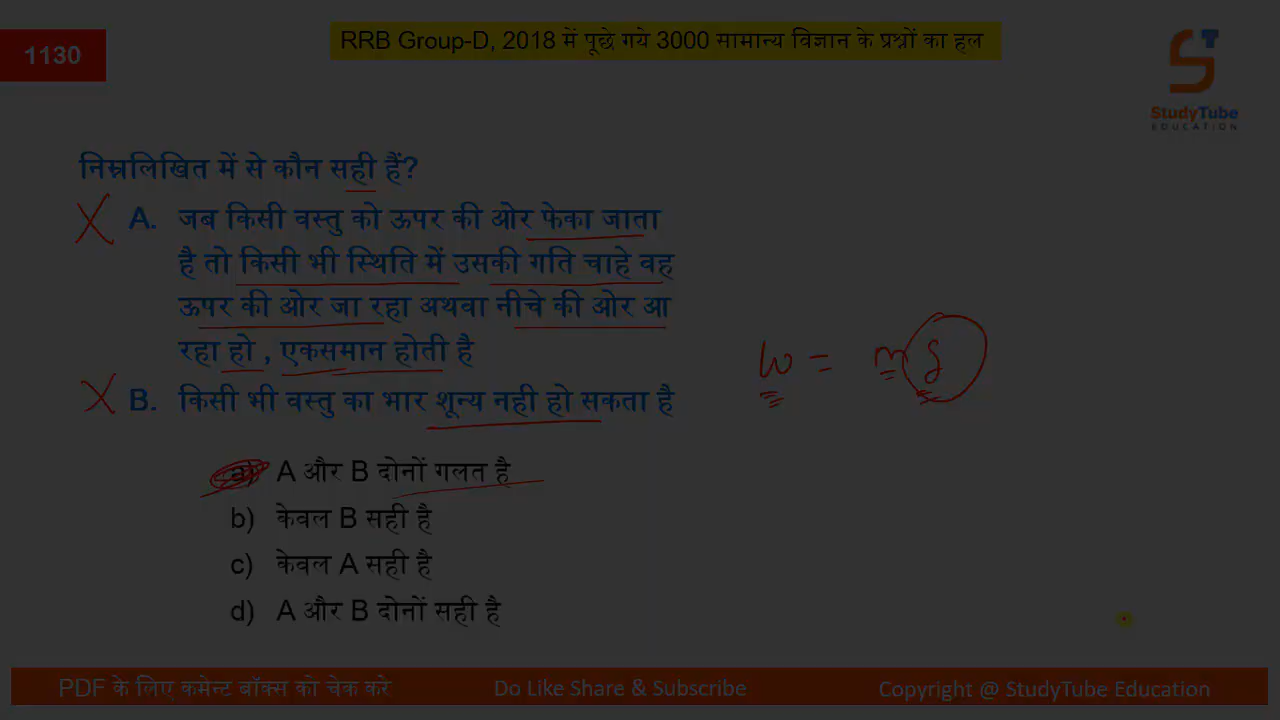 1130
RRB Group-D, 2018 में पूछे गये 3000 सामान्य विज्ञान के प्रश्नों का हल
StudyTube
EDUCATION
निम्नलिखित में से कौन सही हैं?
A. जब किसी वस्तु को ऊपर की ओर फेका जाता
है तो किसी भी स्थिति में उसकी गति चाहे वह
ऊपर की ओर जा रहा अथवा नीचे की ओर आ
रहा हो , एकसमान होती है
B. किसी भी वस्तु का भार शून्य नही हो सकता है
w = mg
a) A और B दोनों गलत है
b) केवल B सही है
c) केवल A सही है
d) A और B दोनों सही है
PDF के लिए कमेन्ट बॉक्स को चेक करे
Do Like Share & Subscribe
Copyright @ StudyTube Education